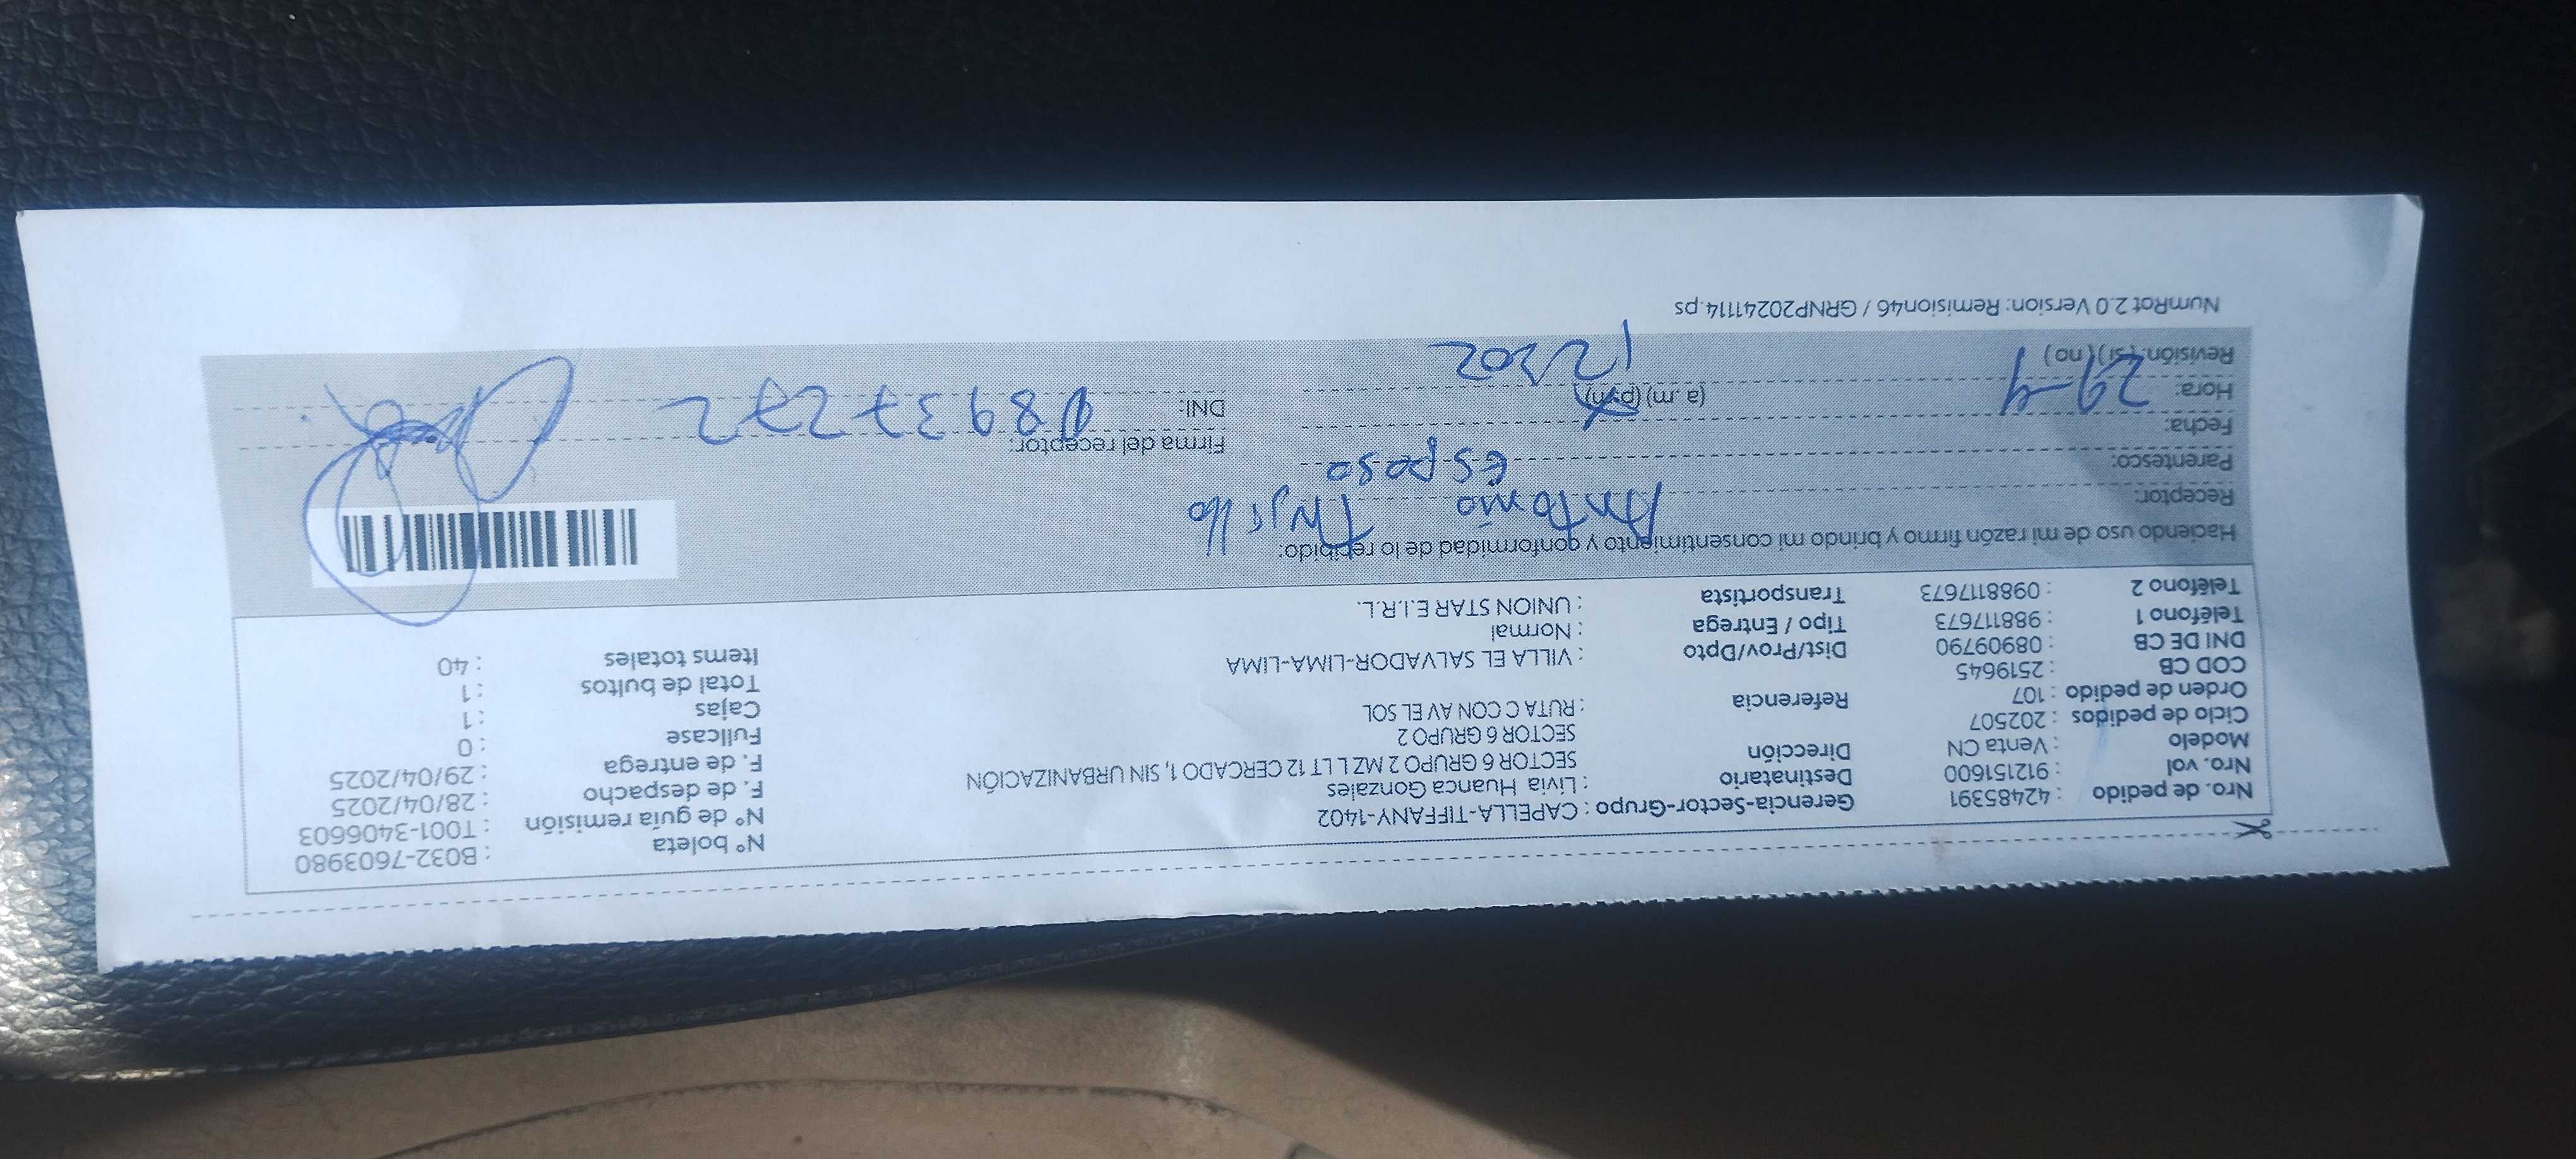 Nro. de pedido : 42485391 Gerencia-Sector-Grupo : CAPELLA-TIFFANY-1402 N° boleta : B032-7603980
Nro. vol : 912151600 Destinatario : Livia Huanca Gonzales N° de guía remisión : T001-3406603
Modelo : Venta CN Dirección SECTOR 6 GRUPO 2 MZ L LT 12 CERCADO 1, SIN URBANIZACIÓN F. de despacho : 28/04/2025
Ciclo de pedidos : 202507 SECTOR 6 GRUPO 2 F. de entrega : 29/04/2025
Orden de pedido : 107 Referencia : RUTA C CON AV EL SOL Fullcase : 0
COD CB : 2519645 Cajas : 1
DNI DE CB : 08909790 Dist/Prov/Dpto : VILLA EL SALVADOR-LIMA-LIMA Total de bultos : 1
Teléfono 1 : 988117673 Tipo / Entrega : Normal Items totales : 40
Teléfono 2 : 0988117673 Transportista : UNION STAR E.I.R.L.
Haciendo uso de mi razón firmo y brindo mi consentimiento y conformidad de lo recibido:
Receptor: Antonio
Parentesco: esposo
Fecha: Firma del receptor:
Hora: 29-4 (a.m) (p.m) DNI: 08937272
Revisión: (si) (no)
NumRot 2.0 Version: Remision46 / GRNP20241114.ps